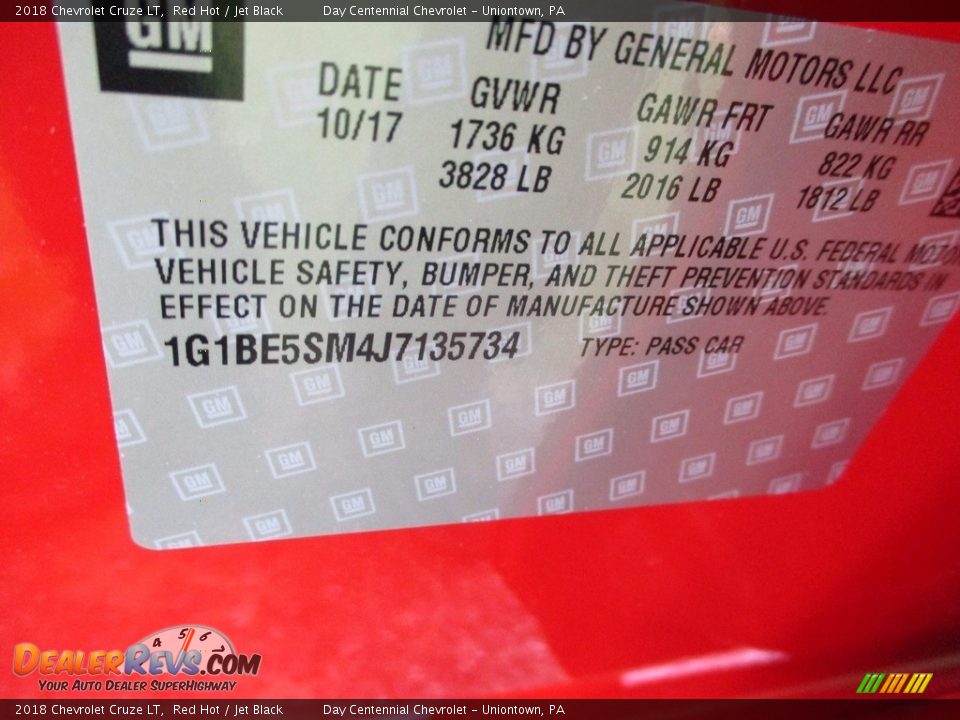 2018 Chevrolet Cruze LT, Red Hot / Jet Black Day Centennial Chevrolet - Uniontown, PA
GM
MFD BY GENERAL MOTORS LLC
DATE GVWR GAWR FRT GAWR RR
10/17 1736 KG 914 KG 822 KG
3828 LB 2016 LB 1812 LB
THIS VEHICLE CONFORMS TO ALL APPLICABLE U.S. FEDERAL MOTOR
VEHICLE SAFETY, BUMPER, AND THEFT PREVENTION STANDARDS IN
EFFECT ON THE DATE OF MANUFACTURE SHOWN ABOVE.
1G1BE5SM4J7135734 TYPE: PASS CAR
4 5 6
DEALERREVS.COM
YOUR AUTO DEALER SUPERHIGHWAY
2018 Chevrolet Cruze LT, Red Hot / Jet Black Day Centennial Chevrolet - Uniontown, PA